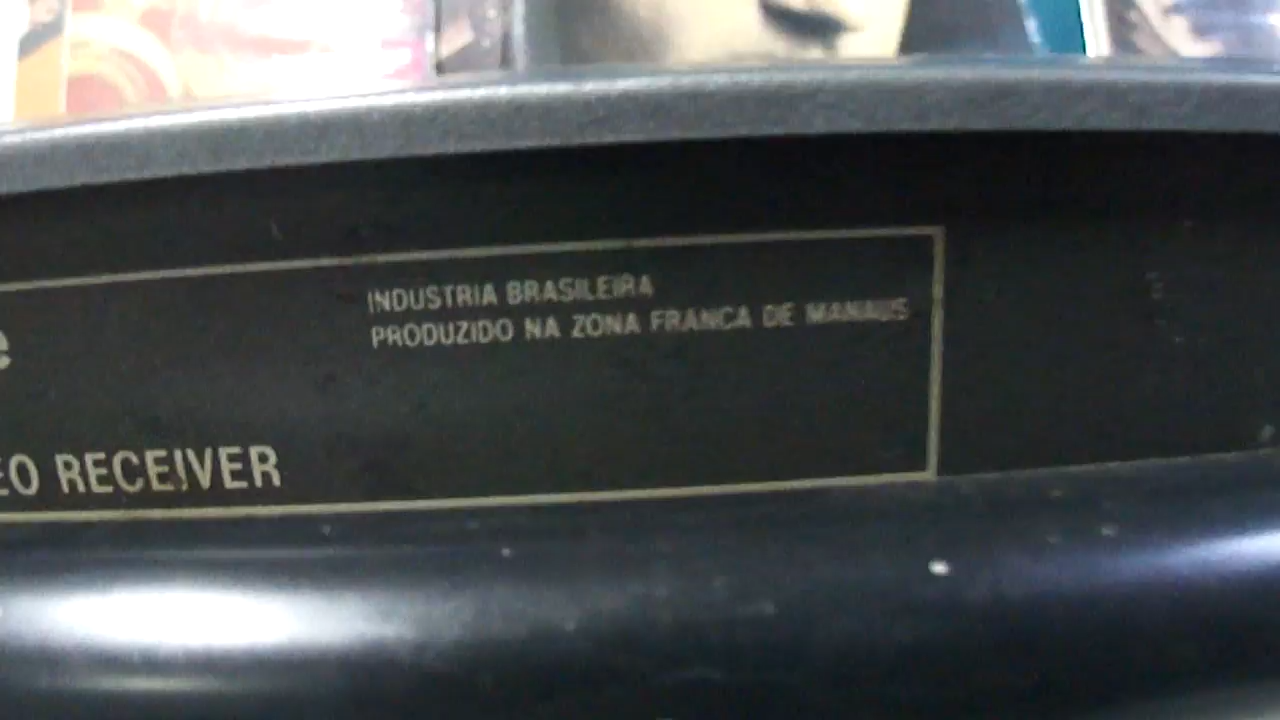 INDUSTRIA BRASILEIRA
PRODUZIDO NA ZONA FRANCA DE MANAUS
EO RECEIVER